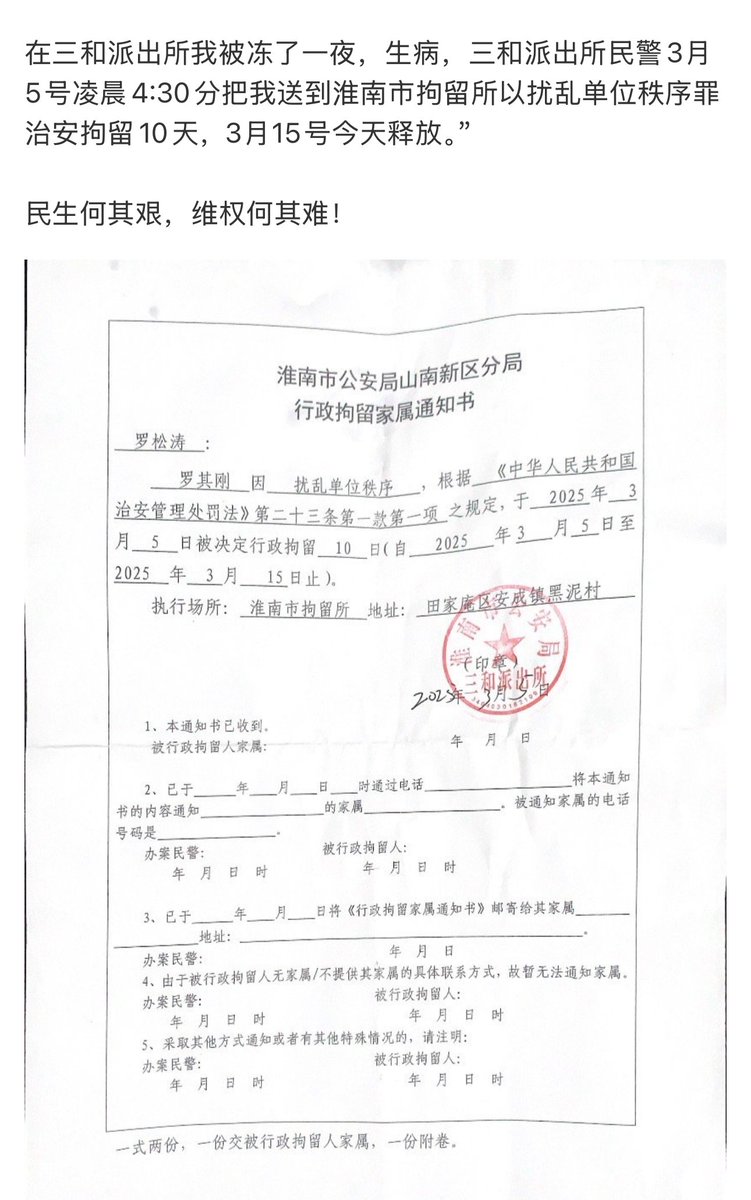 在三和派出所我被冻了一夜，生病，三和派出所民警3月
5号凌晨4:30分把我送到淮南市拘留所以扰乱单位秩序罪
治安拘留10天，3月15号今天释放。”
民生何其艰，维权何其难！
淮南市公安局山南新区分局
行政拘留家属通知书
罗松涛：
罗其刚 因 扰乱单位秩序，根据 《中华人民共和国
治安管理处罚法》第二十三条第一款第一项 之规定，于 2025 年 3
月 5 日被决定行政拘留 10 日（自 2025 年 3 月 5 日至
2025 年 3 月 15日止）。
执行场所： 淮南市拘留所 地址： 田家庵区安成镇黑泥村
淮南市公安局
（印章）
三和派出所
2025年 3月5日
1、本通知书已收到。
被行政拘留人家属： 年 月 日
2、已于______年____月____日____时通过电话______________将本通知
书的内容通知______________的家属______________。被通知家属的电话
号码是______________。
办案民警： 被行政拘留人：
年 月 日 时 年 月 日 时
3、已于______年____月____日将《行政拘留家属通知书》邮寄给其家属______
__________地址：____________________________________。
办案民警： 年 月 日
4、由于被行政拘留人无家属/不提供其家属的具体联系方式，故暂无法通知家属。
办案民警： 被行政拘留人：
年 月 日 时 年 月 日 时
5、采取其他方式通知或者有其他特殊情况的，请注明：
办案民警： 被行政拘留人：
年 月 日 时 年 月 日 时
一式两份，一份交被行政拘留人家属，一份附卷。